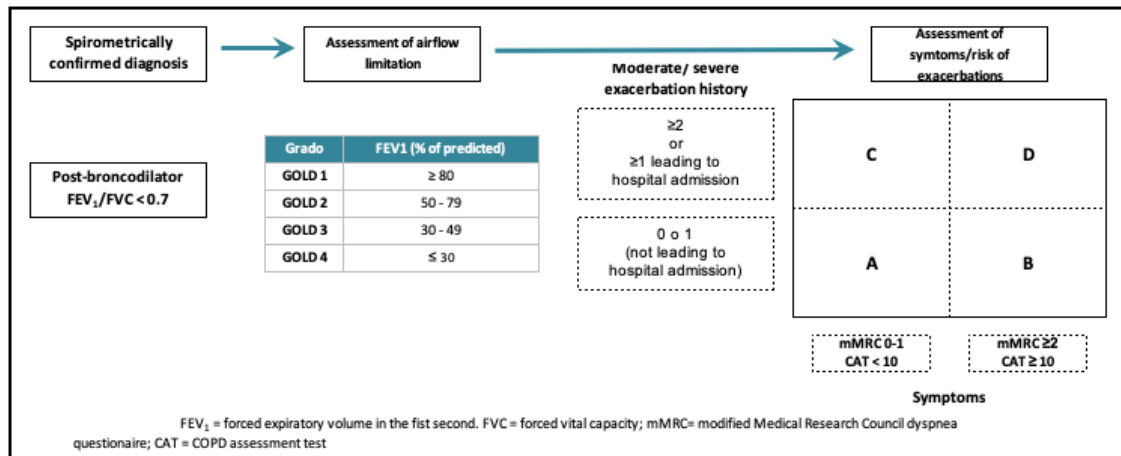 Spirometrically
confirmed diagnosis
Assessment of airflow
limitation
Assessment of
symtoms/risk of
exacerbations
Moderate/ severe
exacerbation history
Post-broncodilator
FEV₁/FVC < 0.7
Grado FEV1 (% of predicted)
GOLD 1 ≥ 80
GOLD 2 50 - 79
GOLD 3 30 - 49
GOLD 4 ≤ 30
≥2
or
≥1 leading to
hospital admission
0 o 1
(not leading to
hospital admission)
C D
A B
mMRC 0-1
CAT < 10
mMRC ≥2
CAT ≥ 10
Symptoms
FEV₁ = forced expiratory volume in the fist second. FVC = forced vital capacity; mMRC= modified Medical Research Council dyspnea
questionaire; CAT = COPD assessment test